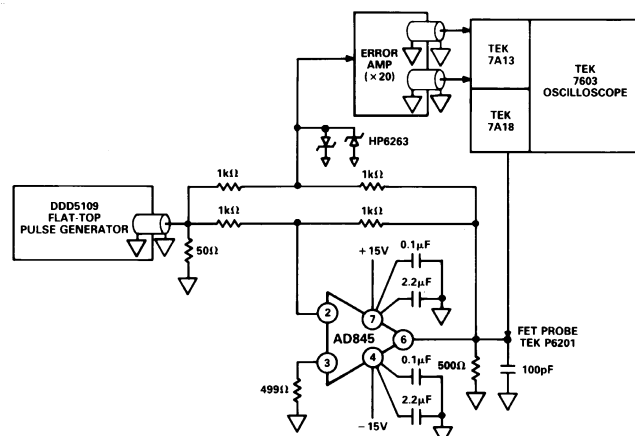 ERROR
AMP
(×20)
TEK
7A13
TEK
7603
OSCILLOSCOPE
TEK
7A18
HP6263
1kΩ
1kΩ
DDD5109
FLAT-TOP
PULSE GENERATOR
1kΩ
1kΩ
50Ω
0.1μF
+15V
2.2μF
2
7
AD845
6
3
4
0.1μF
500Ω
FET PROBE
TEK P6201
100pF
499Ω
2.2μF
−15V